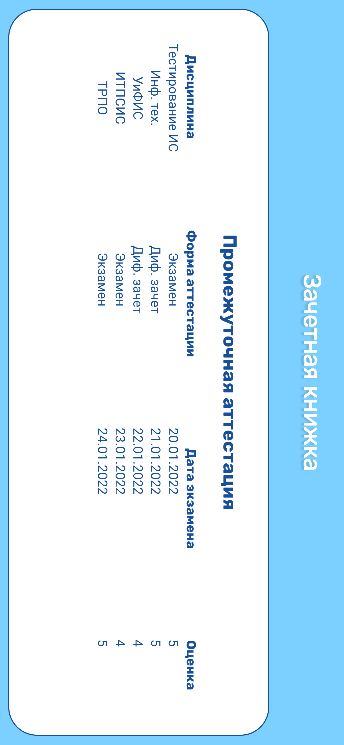 Зачетная книжка
Промежуточная аттестация
Дисциплина Форма аттестации Дата экзамена Оценка
Тестирование ИС Экзамен 20.01.2022 5
Инф. тех. Диф. зачет 21.01.2022 5
УиФИС Диф. зачет 22.01.2022 4
ИТПСИС Экзамен 23.01.2022 4
ТРПО Экзамен 24.01.2022 5